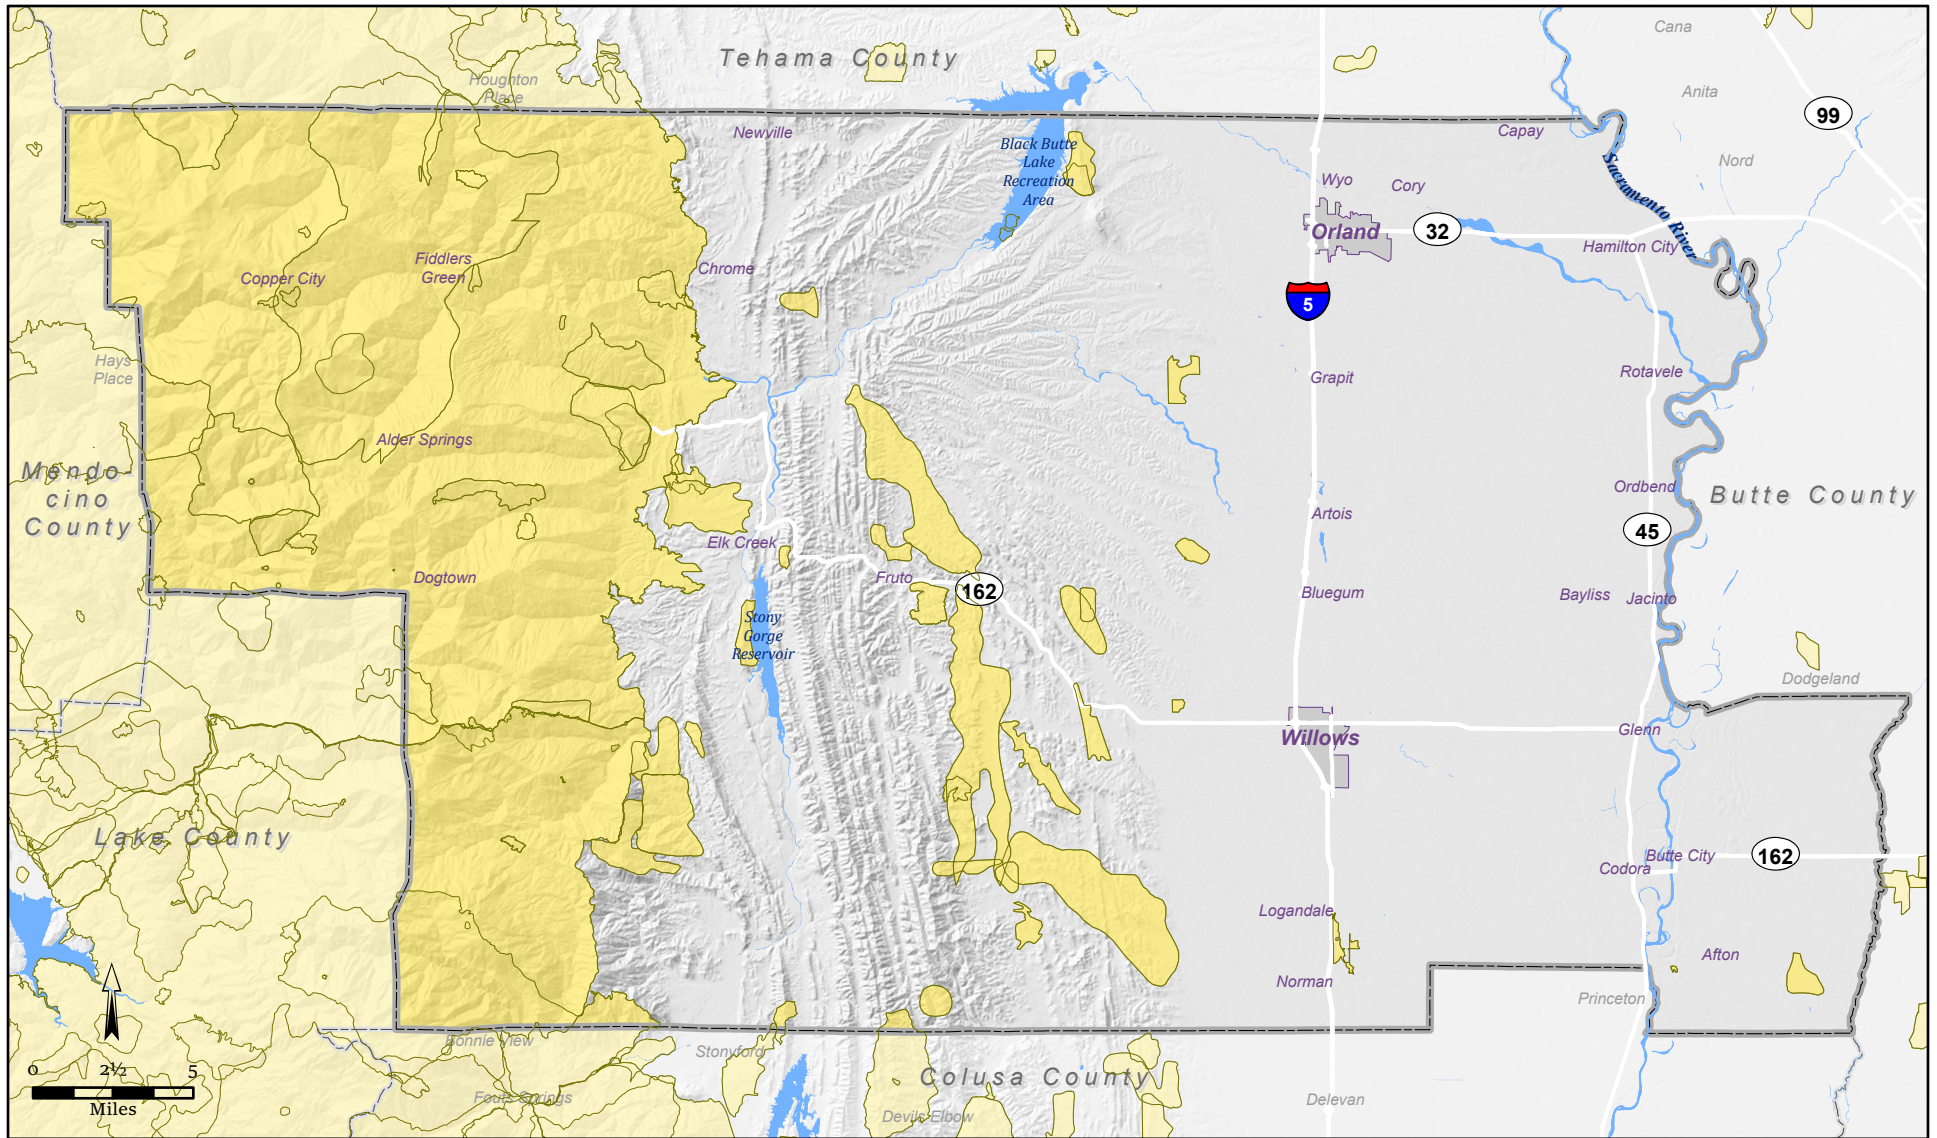 Cana
Tehama County
Houghton
Place
Anita
99
Newville
Capay
Black Butte
Lake
Recreation
Area
Nord
Sacramento River
Wyo
Cory
Orland
32
Hamilton City
Fiddlers
Green
Copper City
Chrome
5
Hays
Place
Grapit
Rotavele
Alder Springs
Mendo-
cino
County
Ordbend
Butte County
Artois
45
Elk Creek
Dogtown
Fruto
162
Bluegum
Bayliss
Jacinto
Stony
Gorge
Reservoir
Dodgeland
Glenn
Willows
Lake County
Butte City
162
Codora
Logandale
Afton
Norman
Princeton
Bonnie View
Stonyford
0 2½ 5
Miles
Colusa County
Fouts Springs
Devils Elbow
Delevan